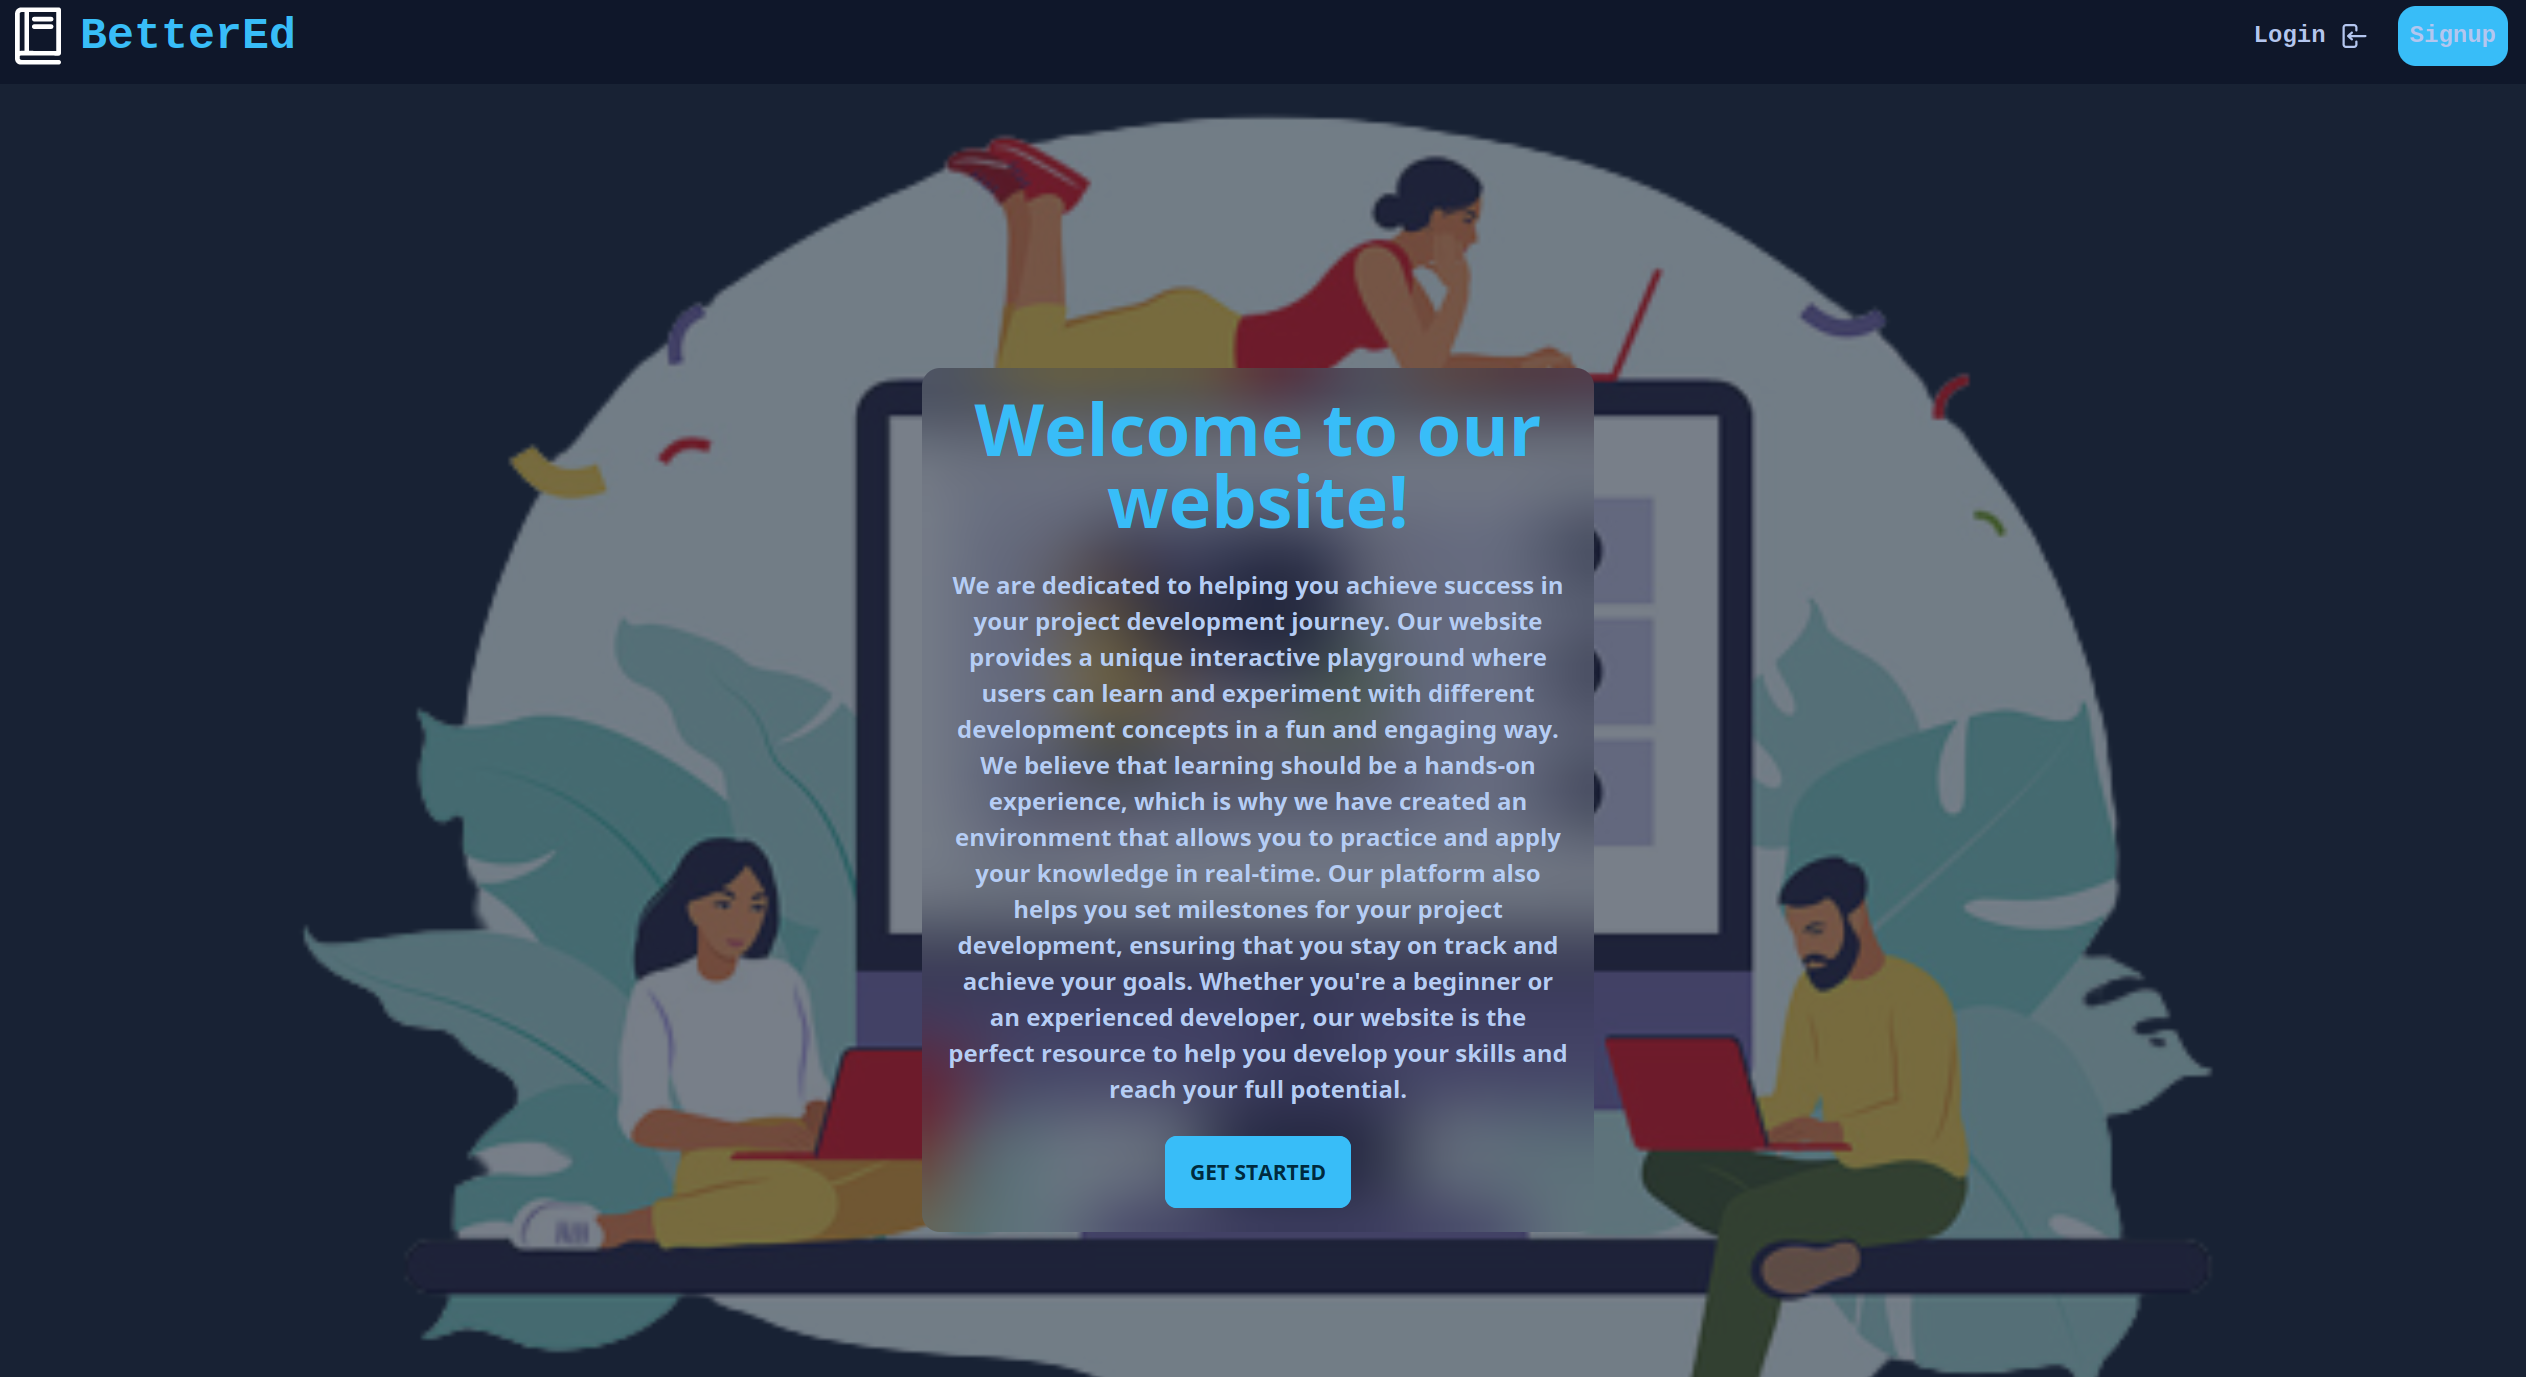 BetterEd
Login
Signup
Welcome to our
website!
We are dedicated to helping you achieve success in
your project development journey. Our website
provides a unique interactive playground where
users can learn and experiment with different
development concepts in a fun and engaging way.
We believe that learning should be a hands-on
experience, which is why we have created an
environment that allows you to practice and apply
your knowledge in real-time. Our platform also
helps you set milestones for your project
development, ensuring that you stay on track and
achieve your goals. Whether you're a beginner or
an experienced developer, our website is the
perfect resource to help you develop your skills and
reach your full potential.
GET STARTED